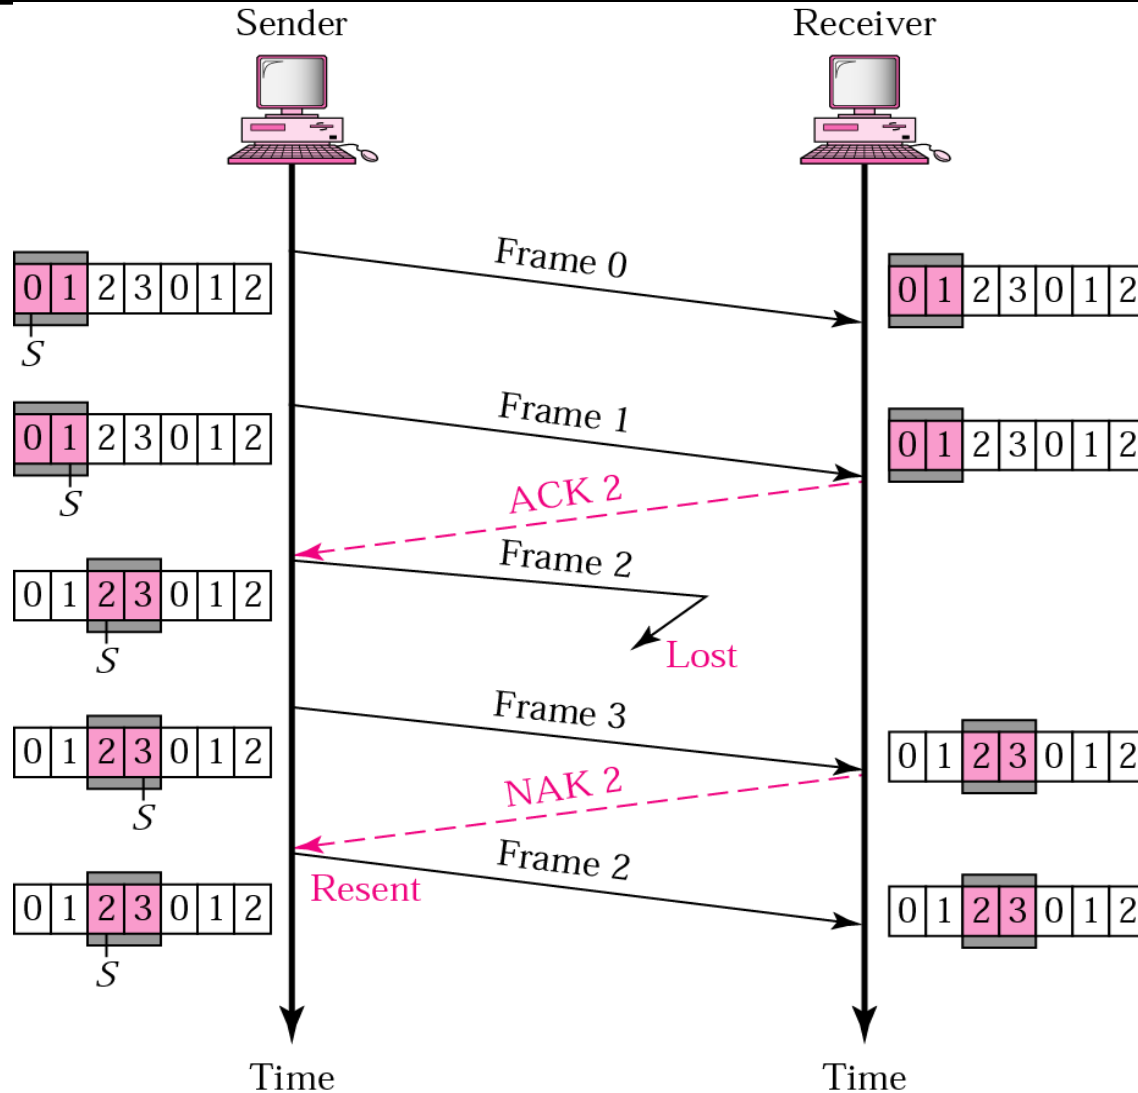 Sender Receiver
Frame 0
0 1 2 3 0 1 2 0 1 2 3 0 1 2
S
Frame 1
0 1 2 3 0 1 2 0 1 2 3 0 1 2
S
ACK 2
Frame 2
0 1 2 3 0 1 2
S
Lost
Frame 3
0 1 2 3 0 1 2 0 1 2 3 0 1 2
S
NAK 2
Frame 2
Resent
0 1 2 3 0 1 2 0 1 2 3 0 1 2
S
Time Time